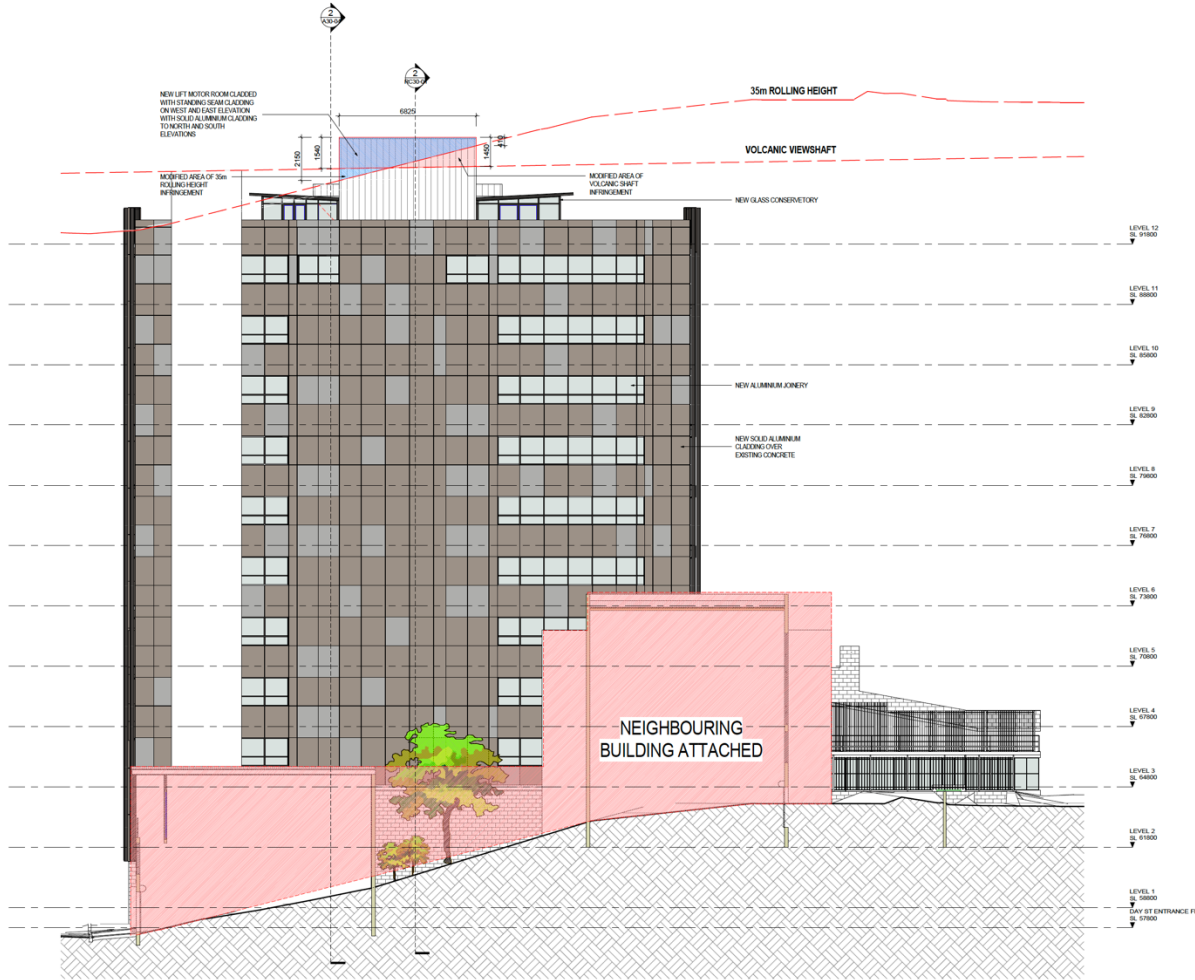 2
A30-01
2
RC30-01
NEW LIFT MOTOR ROOM CLADDED
WITH STANDING SEAM CLADDING
ON WEST AND EAST ELEVATION
WITH SOLID ALUMINIUM CLADDING
TO NORTH AND SOUTH
ELEVATIONS
6825
35m ROLLING HEIGHT
2150
1540
1450
410
VOLCANIC VIEWSHAFT
MODIFIED AREA OF 35m
ROLLING HEIGHT
INFRINGEMENT
MODIFIED AREA OF
VOLCANIC SHAFT
INFRINGEMENT
NEW GLASS CONSERVETORY
LEVEL 12
SL 91800
LEVEL 11
SL 88800
LEVEL 10
SL 85800
NEW ALUMINIUM JOINERY
LEVEL 9
SL 82800
NEW SOLID ALUMINIUM
CLADDING OVER
EXISTING CONCRETE
LEVEL 8
SL 79800
LEVEL 7
SL 76800
LEVEL 6
SL 73800
LEVEL 5
SL 70800
LEVEL 4
SL 67800
NEIGHBOURING
BUILDING ATTACHED
LEVEL 3
SL 64800
LEVEL 2
SL 61800
LEVEL 1
SL 58800
DAY ST ENTRANCE F
SL 57800